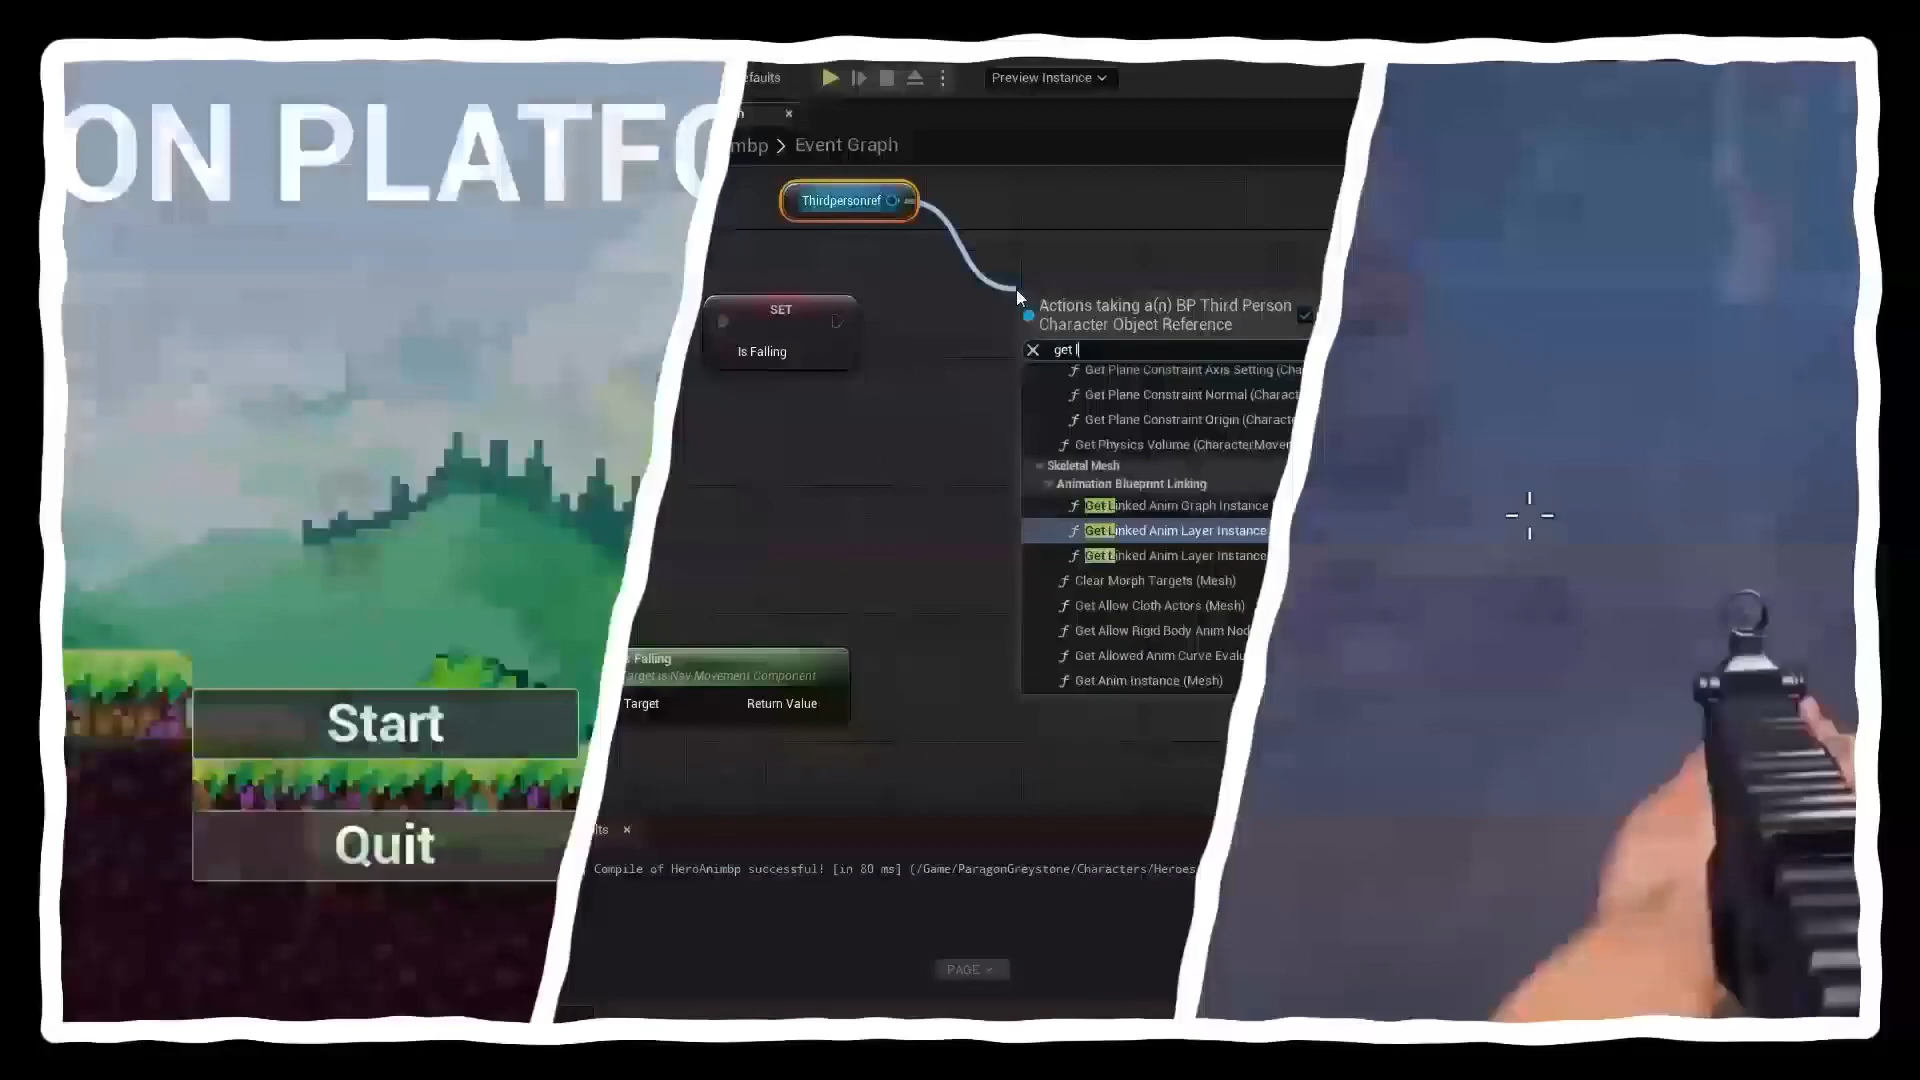 ON PLATFO
Start
Quit
efaults
Preview Instance
mbp > Event Graph
Thirdpersonref
SET
Is Falling
Actions taking a(n) BP Third Person
Character Object Reference
get l
Get Plane Constraint Axis Setting (Cha
Get Plane Constraint Normal (Charact
Get Plane Constraint Origin (Characte
Get Physics Volume (CharacterMover
Skeletal Mesh
Animation Blueprint Linking
Get Linked Anim Graph Instance
Get Linked Anim Layer Instance
Get Linked Anim Layer Instance
Clear Morph Targets (Mesh)
Get Allow Cloth Actors (Mesh)
Get Allow Rigid Body Anim Nod
Get Allowed Anim Curve Evalu
Get Anim Instance (Mesh)
s Falling
Target is Nav Movement Component
Target
Return Value
lts
Compile of HeroAnimbp successful! [in 80 ms] (/Game/ParagonGreystone/Characters/Heroes
PAGE